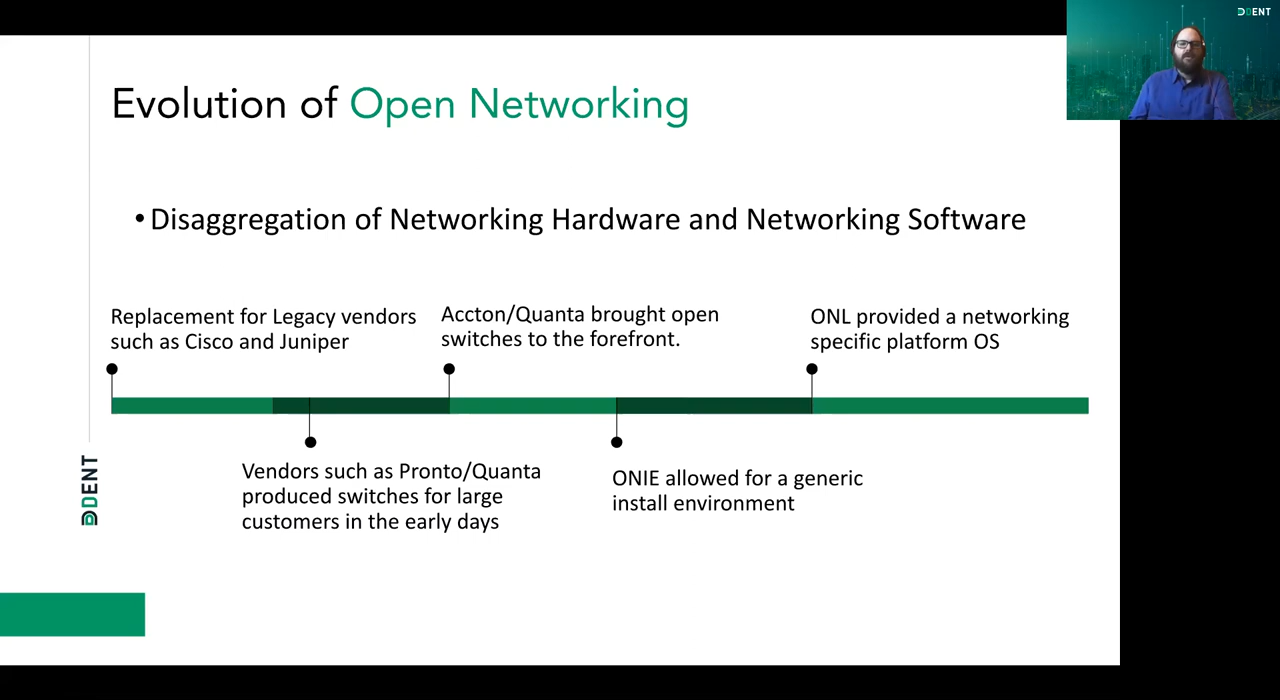 DENT
Evolution of Open Networking
• Disaggregation of Networking Hardware and Networking Software
Replacement for Legacy vendors
such as Cisco and Juniper
Accton/Quanta brought open
switches to the forefront.
ONL provided a networking
specific platform OS
Vendors such as Pronto/Quanta
produced switches for large
customers in the early days
ONIE allowed for a generic
install environment
DENT